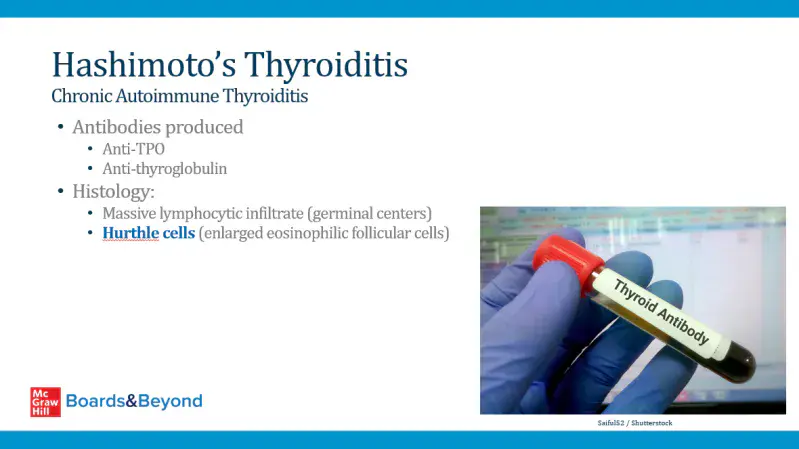 Hashimoto's Thyroiditis
Chronic Autoimmune Thyroiditis
• Antibodies produced
• Anti-TPO
• Anti-thyroglobulin
• Histology:
• Massive lymphocytic infiltrate (germinal centers)
• Hurthle cells (enlarged eosinophilic follicular cells)
Thyroid Antibody
Mc
Graw
Hill
Boards&Beyond
Saiful52 / Shutterstock